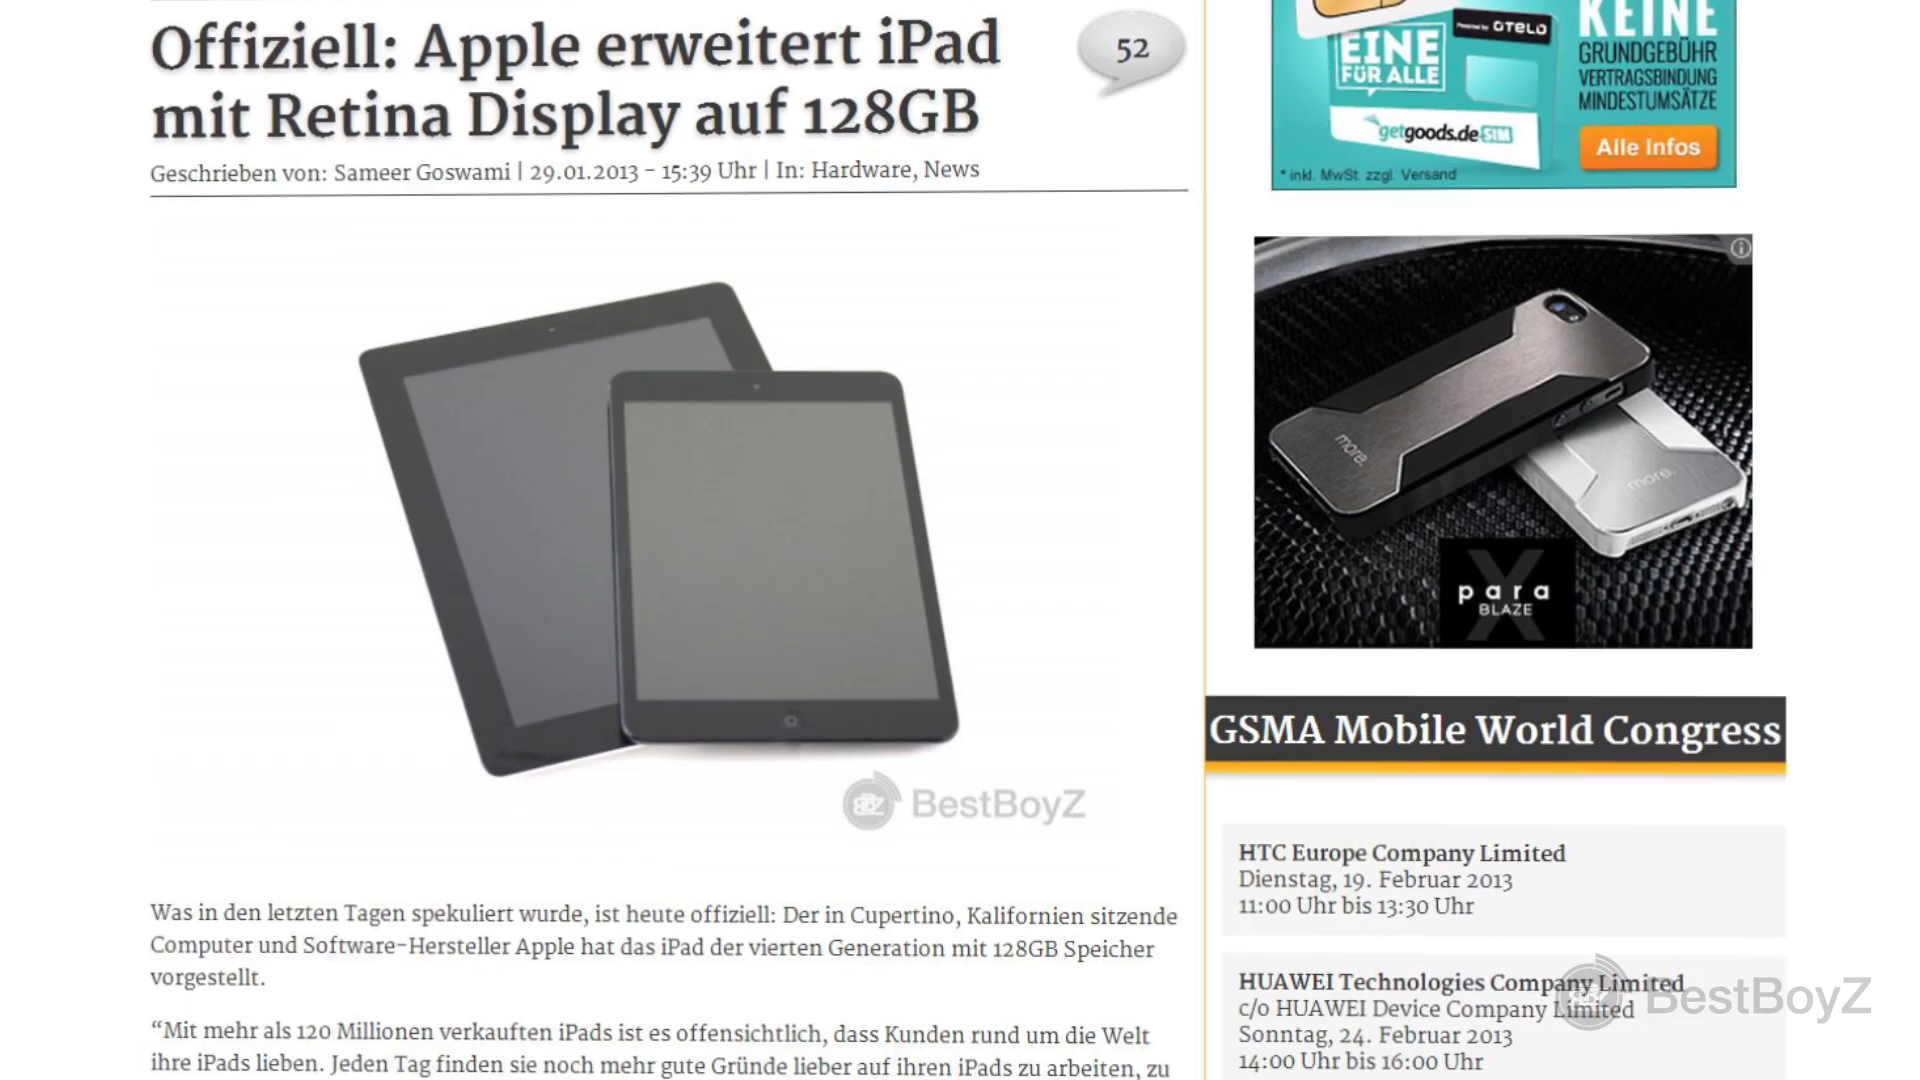 Offiziell: Apple erweitert iPad
mit Retina Display auf 128GB
52
Geschrieben von: Sameer Goswami | 29.01.2013 - 15:39 Uhr | In: Hardware, News
BestBoyZ
Was in den letzten Tagen spekuliert wurde, ist heute offiziell: Der in Cupertino, Kalifornien sitzende
Computer und Software-Hersteller Apple hat das iPad der vierten Generation mit 128GB Speicher
vorgestellt.
“Mit mehr als 120 Millionen verkauften iPads ist es offensichtlich, dass Kunden rund um die Welt
ihre iPads lieben. Jeden Tag finden sie noch mehr gute Gründe lieber auf ihren iPads zu arbeiten, zu
Powered by OTELO
EINE
FÜR ALLE
getgoods.de SIM
KEINE
GRUNDGEBÜHR
VERTRAGSBINDUNG
MINDESTUMSÄTZE
Alle Infos
* inkl. MwSt. zzgl. Versand
more.
more.
para
BLAZE
X
GSMA Mobile World Congress
HTC Europe Company Limited
Dienstag, 19. Februar 2013
11:00 Uhr bis 13:30 Uhr
HUAWEI Technologies Company Limited
c/o HUAWEI Device Company Limited
Sonntag, 24. Februar 2013
14:00 Uhr bis 16:00 Uhr
BestBoyZ